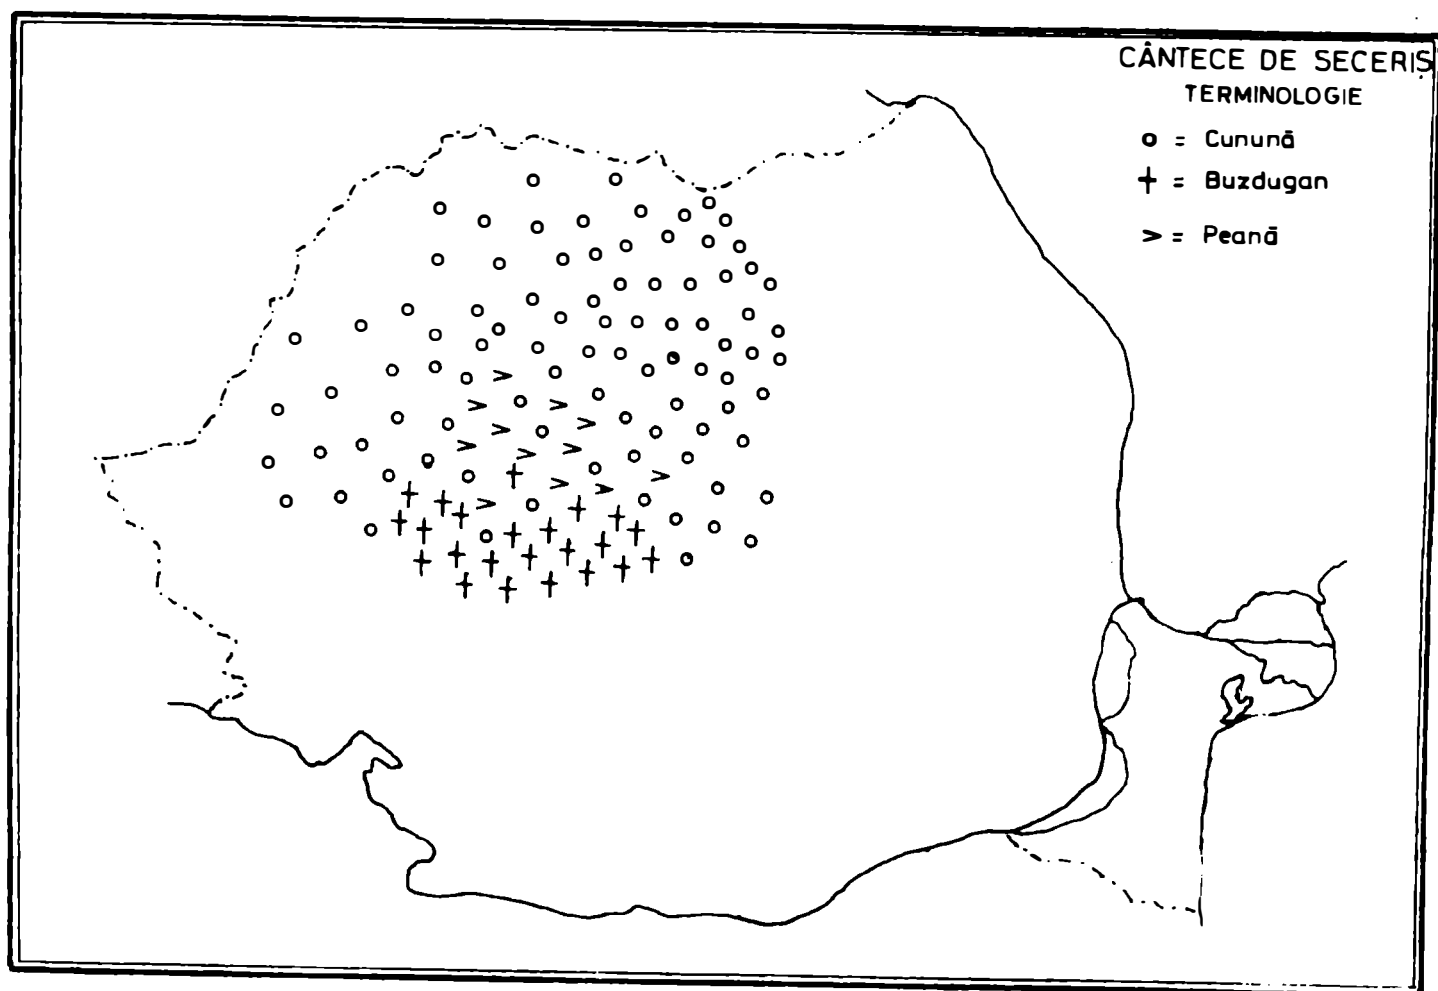 CÂNTECE DE SECERIȘ
TERMINOLOGIE
o = Cunună
+ = Buzdugan
> = Peană